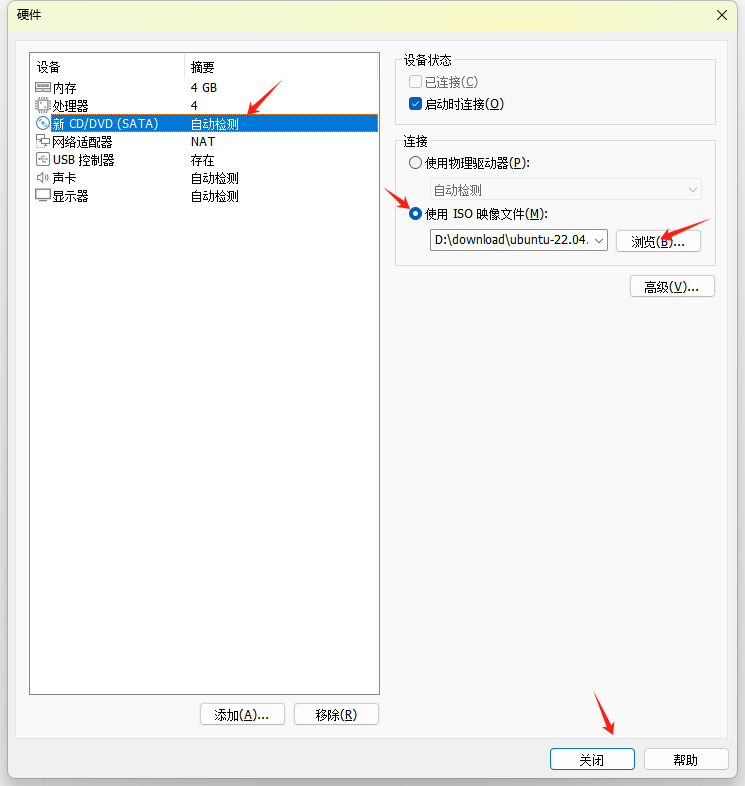 硬件
设备 摘要
内存 4 GB
处理器 4
新 CD/DVD (SATA) 自动检测
网络适配器 NAT
USB 控制器 存在
声卡 自动检测
显示器 自动检测
添加(A)... 移除(R)
设备状态
已连接(C)
启动时连接(O)
连接
使用物理驱动器(P):
自动检测
使用 ISO 映像文件(M):
D:\download\ubuntu-22.04. 浏览(B)...
高级(V)...
关闭 帮助